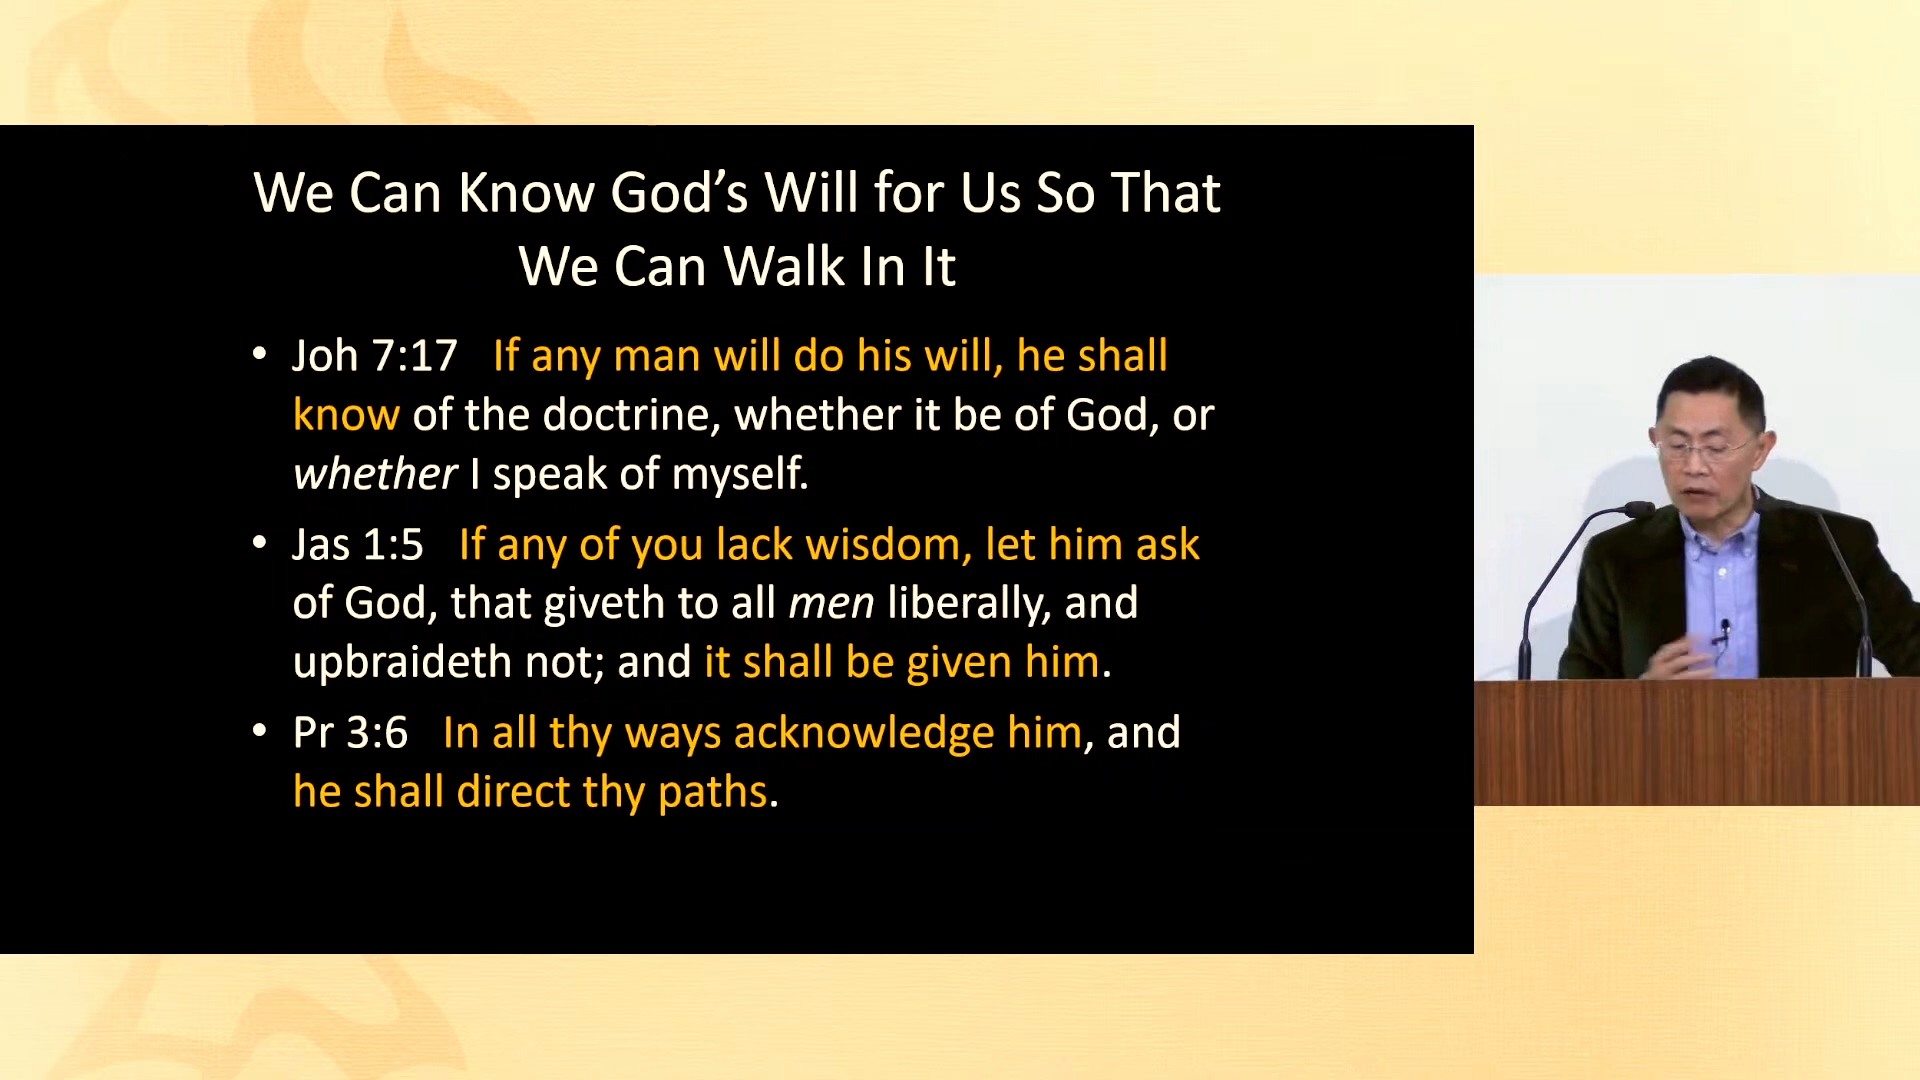 We Can Know God’s Will for Us So That
We Can Walk In It
• Joh 7:17 If any man will do his will, he shall
know of the doctrine, whether it be of God, or
whether I speak of myself.
• Jas 1:5 If any of you lack wisdom, let him ask
of God, that giveth to all men liberally, and
upbraideth not; and it shall be given him.
• Pr 3:6 In all thy ways acknowledge him, and
he shall direct thy paths.